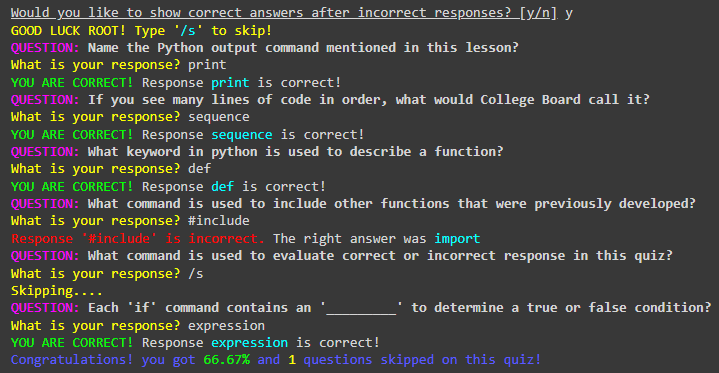 Would you like to show correct answers after incorrect responses? [y/n] y
GOOD LUCK ROOT! Type '/s' to skip!
QUESTION: Name the Python output command mentioned in this lesson?
What is your response? print
YOU ARE CORRECT! Response print is correct!
QUESTION: If you see many lines of code in order, what would College Board call it?
What is your response? sequence
YOU ARE CORRECT! Response sequence is correct!
QUESTION: What keyword in python is used to describe a function?
What is your response? def
YOU ARE CORRECT! Response def is correct!
QUESTION: What command is used to include other functions that were previously developed?
What is your response? #include
Response '#include' is incorrect. The right answer was import
QUESTION: What command is used to evaluate correct or incorrect response in this quiz?
What is your response? /s
Skipping....
QUESTION: Each 'if' command contains an '_________' to determine a true or false condition?
What is your response? expression
YOU ARE CORRECT! Response expression is correct!
Congratulations! you got 66.67% and 1 questions skipped on this quiz!